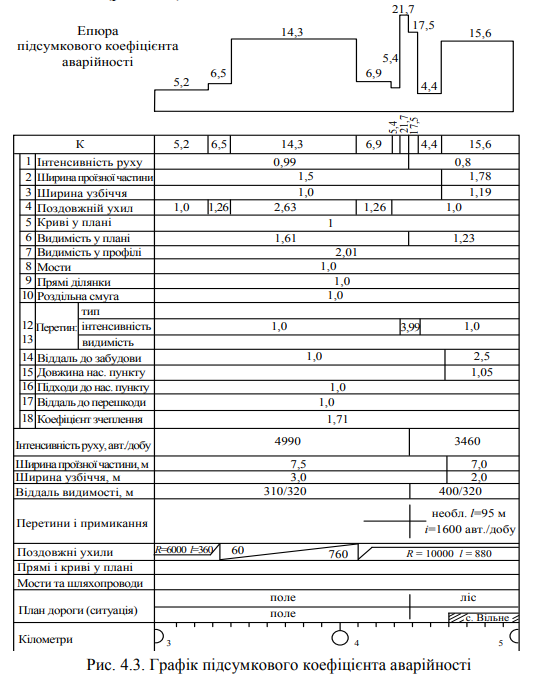 Епюра
підсумкового коефіцієнта
аварійності
5,2
6,5
14,3
6,9
5,4
21,7
17,5
4,4
15,6
К 5,2 6,5 14,3 6,9 5,4 21,7 17,5 4,4 15,6
1 Інтенсивність руху 0,99 0,8
2 Ширина проїзної частини 1,5 1,78
3 Ширина узбіччя 1,0 1,19
4 Поздовжній ухил 1,0 1,26 2,63 1,26 1,0
5 Криві у плані 1
6 Видимість у плані 1,61 1,23
7 Видимість у профілі 2,01
8 Мости 1,0
9 Прямі ділянки 1,0
10 Роздільна смуга 1,0
тип
12 Перетин: інтенсивність 1,0 3,99 1,0
13 видимість
14 Віддаль до забудови 1,0 2,5
15 Довжина нас. пункту 1,05
16 Підходи до нас. пункту 1,0
17 Віддаль до перешкоди 1,0
18 Коефіцієнт зчеплення 1,71
Інтенсивність руху, авт./добу 4990 3460
Ширина проїзної частини, м 7,5 7,0
Ширина узбіччя, м 3,0 2,0
Віддаль видимості, м 310/320 400/320
Перетини і примикання необл. l=95 м
i=1600 авт./добу
Поздовжні ухили R=6000 l=360 60 760 R = 10000 l = 880
Прямі і криві у плані
Мости та шляхопроводи
План дороги (ситуація) поле ліс
поле с. Вільне
Кілометри 3 4 5
Рис. 4.3. Графік підсумкового коефіцієнта аварійності